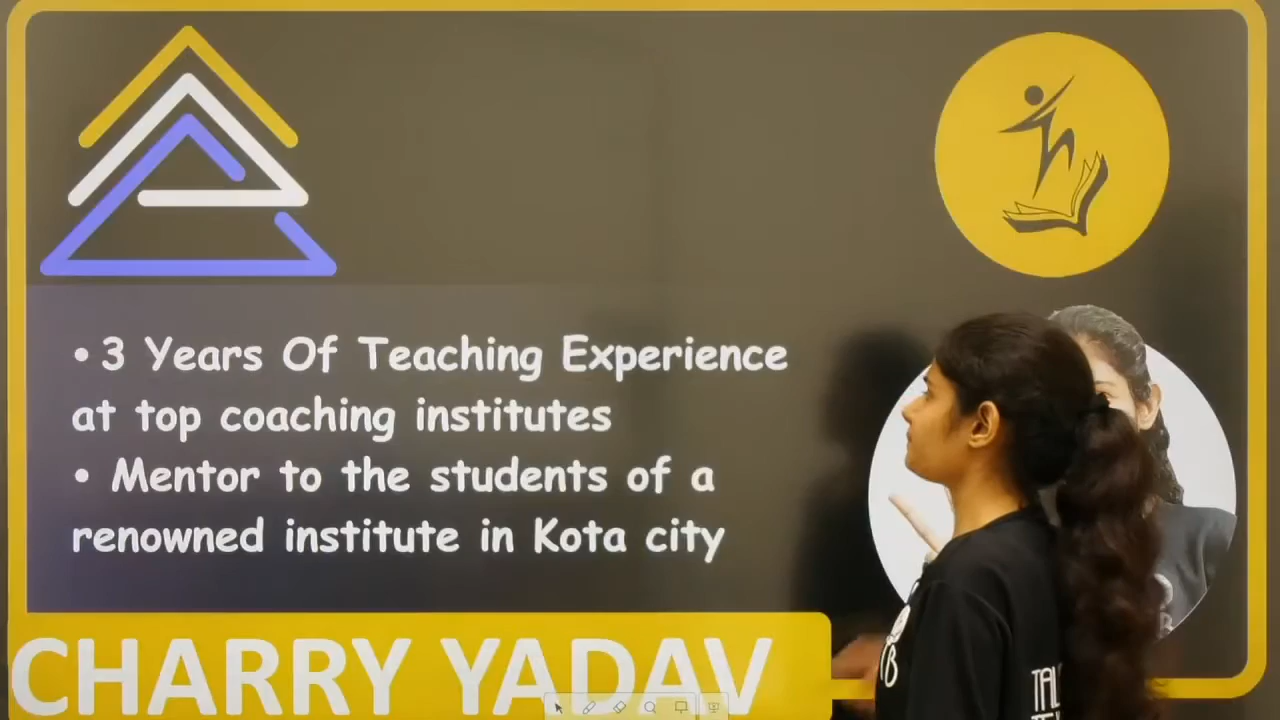 • 3 Years Of Teaching Experience
at top coaching institutes
• Mentor to the students of a
renowned institute in Kota city
CHARRY YADAV